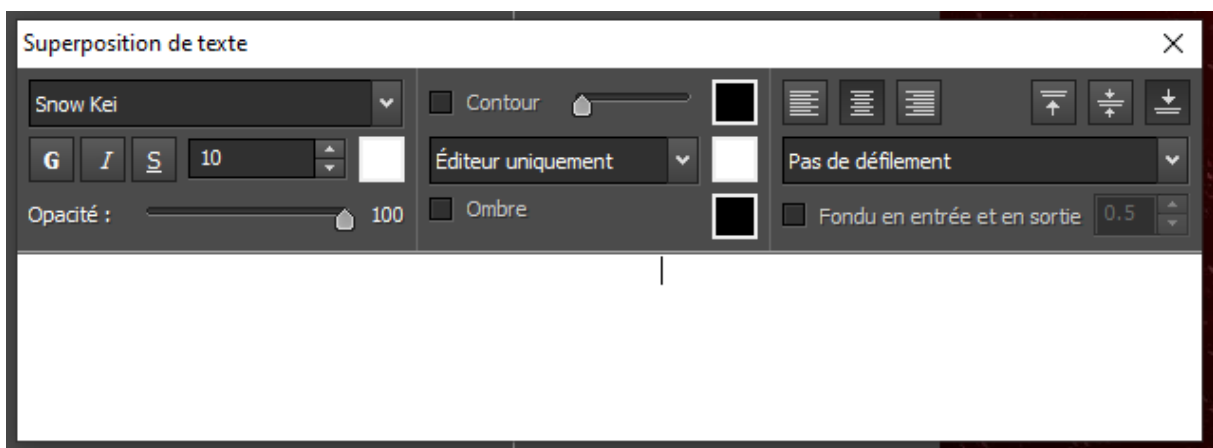 Superposition de texte
Snow Kei
Contour
G I S 10
Éditeur uniquement
Pas de défilement
Opacité : 100
Ombre
Fondu en entrée et en sortie 0.5